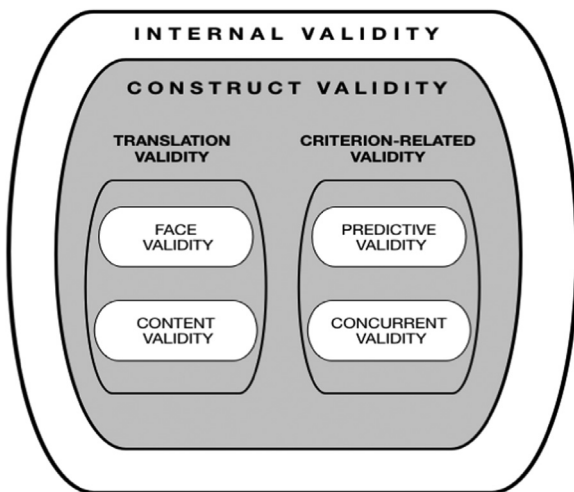 INTERNAL VALIDITY
CONSTRUCT VALIDITY
TRANSLATION
VALIDITY
FACE
VALIDITY
CONTENT
VALIDITY
CRITERION-RELATED
VALIDITY
PREDICTIVE
VALIDITY
CONCURRENT
VALIDITY